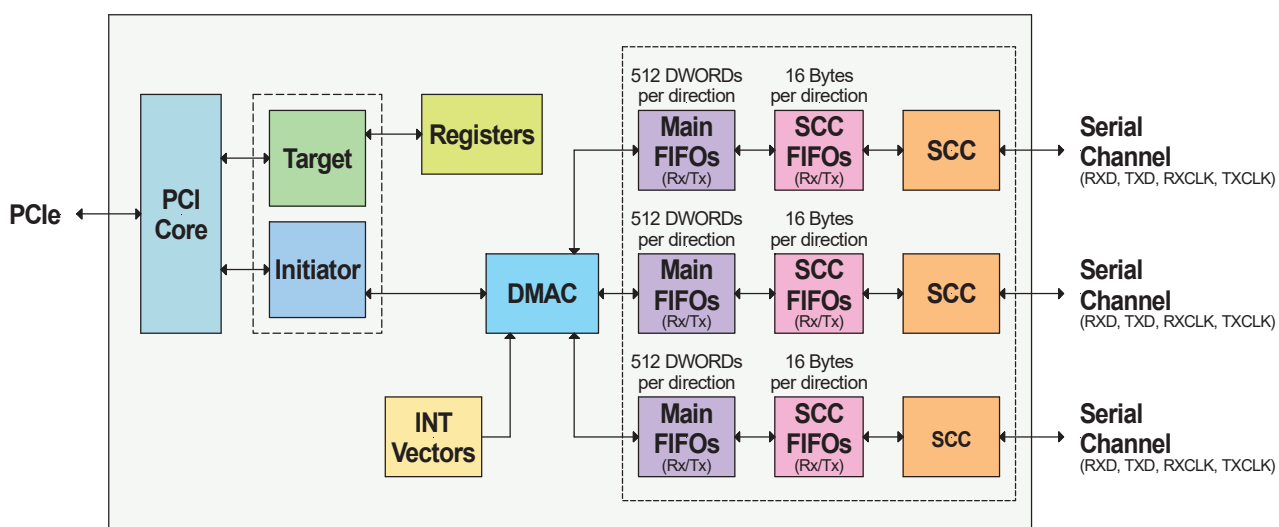 PCIe
PCI
Core
Target
Initiator
Registers
DMAC
INT
Vectors
512 DWORDs
per direction
Main
FIFOs
(Rx/Tx)
16 Bytes
per direction
SCC
FIFOs
(Rx/Tx)
SCC
Serial
Channel
(RXD, TXD, RXCLK, TXCLK)
512 DWORDs
per direction
Main
FIFOs
(Rx/Tx)
16 Bytes
per direction
SCC
FIFOs
(Rx/Tx)
SCC
Serial
Channel
(RXD, TXD, RXCLK, TXCLK)
512 DWORDs
per direction
Main
FIFOs
(Rx/Tx)
16 Bytes
per direction
SCC
FIFOs
(Rx/Tx)
SCC
Serial
Channel
(RXD, TXD, RXCLK, TXCLK)